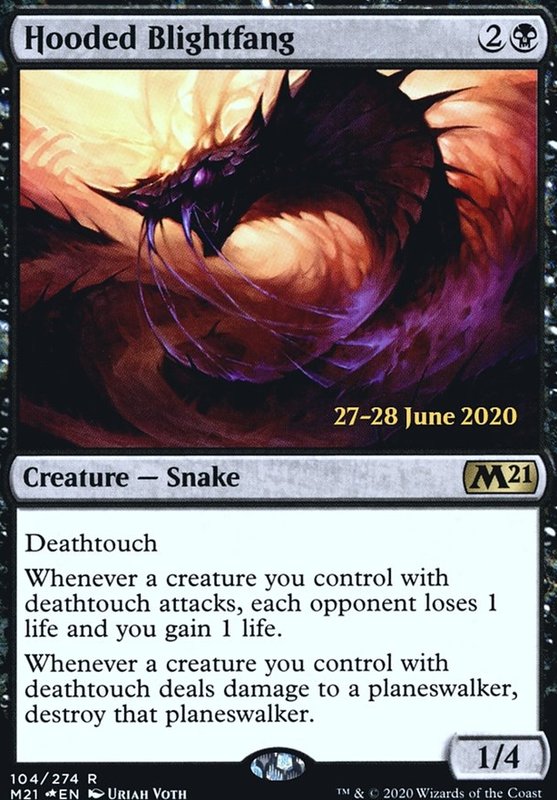 Hooded Blightfang 2
27–28 June 2020
Creature — Snake M21
Deathtouch
Whenever a creature you control with
deathtouch attacks, each opponent loses 1
life and you gain 1 life.
Whenever a creature you control with
deathtouch deals damage to a planeswalker,
destroy that planeswalker.
1/4
104/274 R
M21 ★ EN Uriah Voth ™ & © 2020 Wizards of the Coast